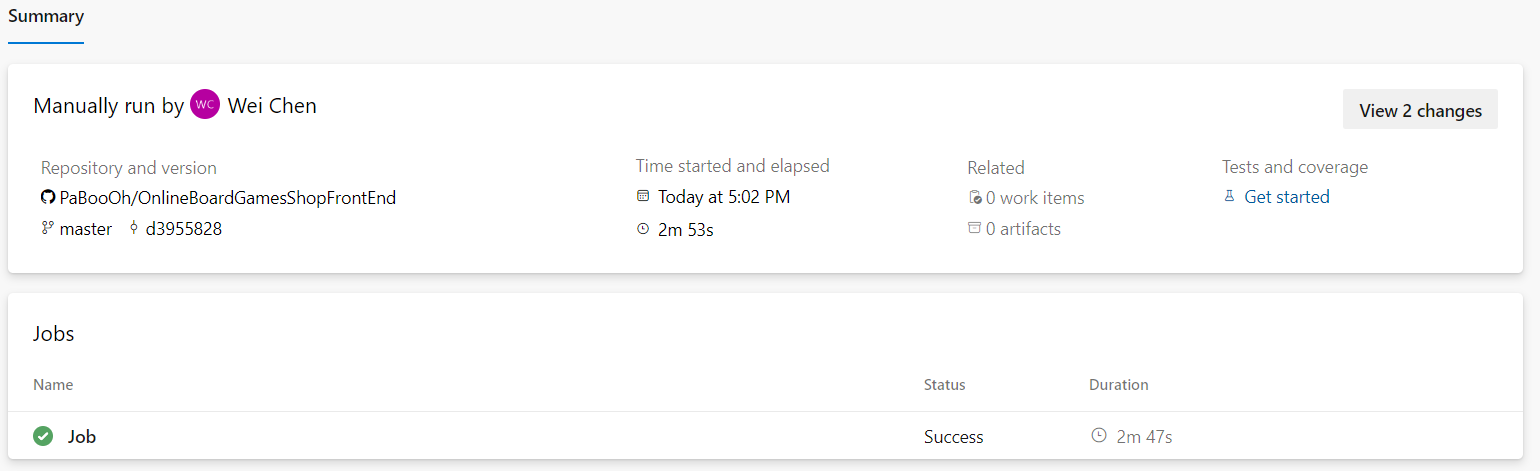 Summary
Manually run by WC Wei Chen
View 2 changes
Repository and version
PaBooOh/OnlineBoardGamesShopFrontEnd
master d3955828
Time started and elapsed
Today at 5:02 PM
2m 53s
Related
0 work items
0 artifacts
Tests and coverage
Get started
Jobs
Name Status Duration
Job Success 2m 47s